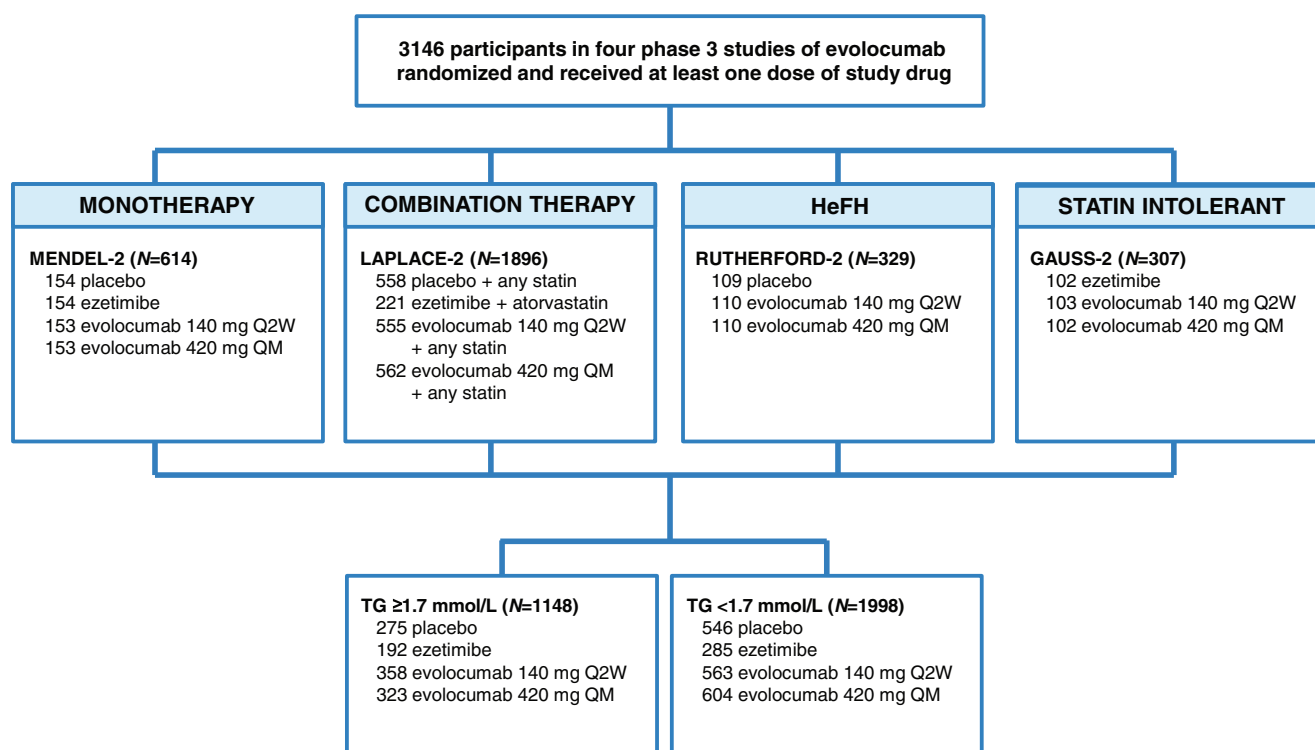 3146 participants in four phase 3 studies of evolocumab
randomized and received at least one dose of study drug
MONOTHERAPY
MENDEL-2 (N=614)
154 placebo
154 ezetimibe
153 evolocumab 140 mg Q2W
153 evolocumab 420 mg QM
COMBINATION THERAPY
LAPLACE-2 (N=1896)
558 placebo + any statin
221 ezetimibe + atorvastatin
555 evolocumab 140 mg Q2W
+ any statin
562 evolocumab 420 mg QM
+ any statin
HeFH
RUTHERFORD-2 (N=329)
109 placebo
110 evolocumab 140 mg Q2W
110 evolocumab 420 mg QM
STATIN INTOLERANT
GAUSS-2 (N=307)
102 ezetimibe
103 evolocumab 140 mg Q2W
102 evolocumab 420 mg QM
TG ≥1.7 mmol/L (N=1148)
275 placebo
192 ezetimibe
358 evolocumab 140 mg Q2W
323 evolocumab 420 mg QM
TG <1.7 mmol/L (N=1998)
546 placebo
285 ezetimibe
563 evolocumab 140 mg Q2W
604 evolocumab 420 mg QM